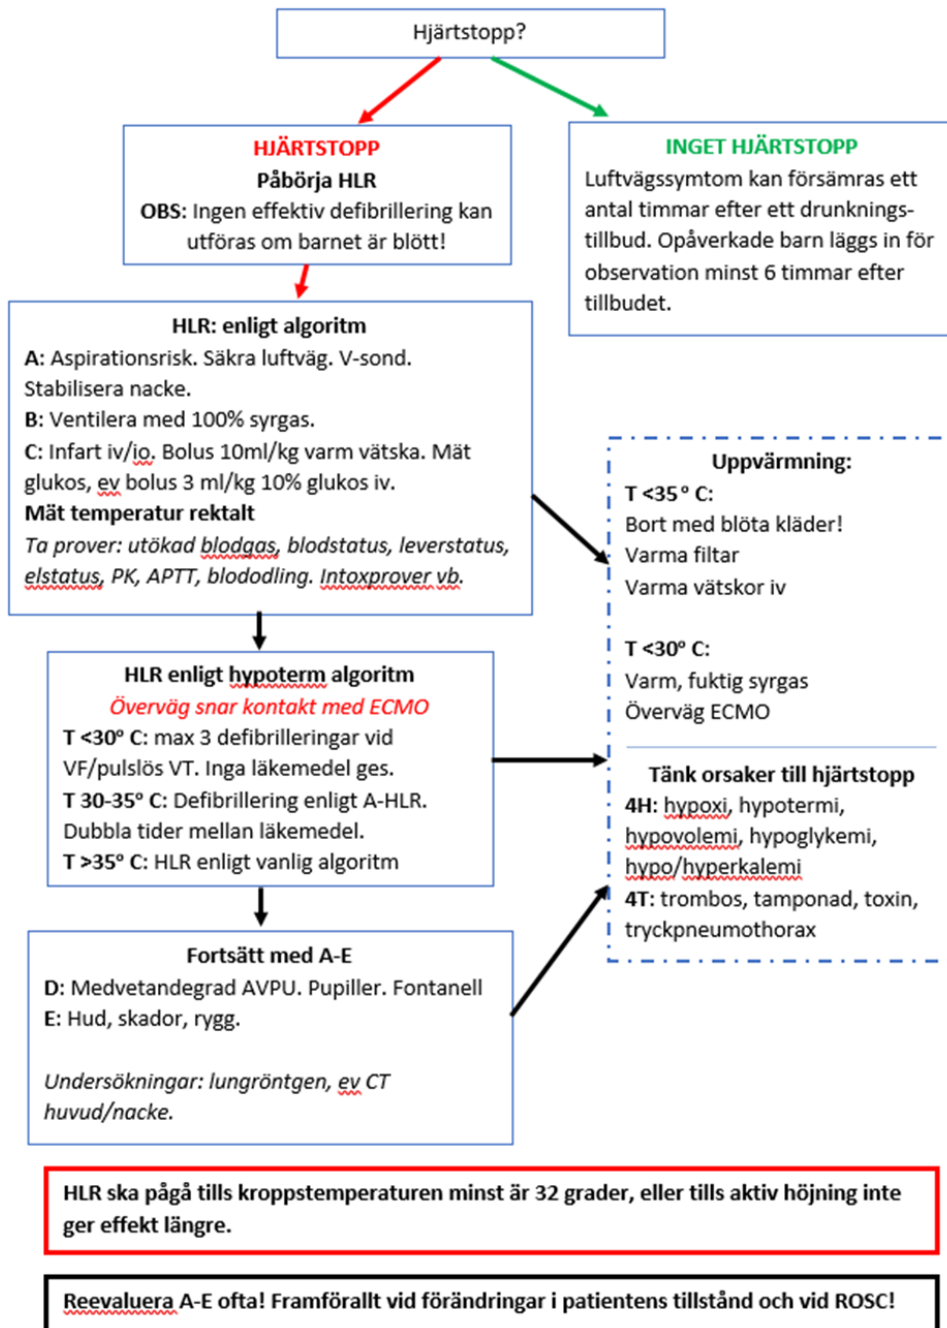 Hjärtstopp?
HJÄRTSTOPP
Påbörja HLR
OBS: Ingen effektiv defibrillering kan
utföras om barnet är blött!
INGET HJÄRTSTOPP
Luftvägssymtom kan försämras ett
antal timmar efter ett drunknings-
tillbud. Opåverkade barn läggs in för
observation minst 6 timmar efter
tillbudet.
HLR: enligt algoritm
A: Aspirationsrisk. Säkra luftväg. V-sond.
Stabilisera nacke.
B: Ventilera med 100% syrgas.
C: Infart iv/io. Bolus 10ml/kg varm vätska. Mät
glukos, ev bolus 3 ml/kg 10% glukos iv.
Mät temperatur rektalt
Ta prover: utökad blodgas, blodstatus, leverstatus,
elstatus, PK, APTT, blododling. Intoxprover vb.
HLR enligt hypoterm algoritm
Överväg snar kontakt med ECMO
T <30° C: max 3 defibrilleringar vid
VF/pulslös VT. Inga läkemedel ges.
T 30-35° C: Defibrillering enligt A-HLR.
Dubbla tider mellan läkemedel.
T >35° C: HLR enligt vanlig algoritm
Fortsätt med A-E
D: Medvetandegrad AVPU. Pupiller. Fontanell
E: Hud, skador, rygg.
Undersökningar: lungröntgen, ev CT
huvud/nacke.
Uppvärmning:
T <35° C:
Bort med blöta kläder!
Varma filtar
Varma vätskor iv
T <30° C:
Varm, fuktig syrgas
Överväg ECMO
Tänk orsaker till hjärtstopp
4H: hypoxi, hypotermi,
hypovolemi, hypoglykemi,
hypo/hyperkalemi
4T: trombos, tamponad, toxin,
tryckpneumothorax
HLR ska pågå tills kroppstemperaturen minst är 32 grader, eller tills aktiv höjning inte
ger effekt längre.
Reevaluera A-E ofta! Framförallt vid förändringar i patientens tillstånd och vid ROSC!